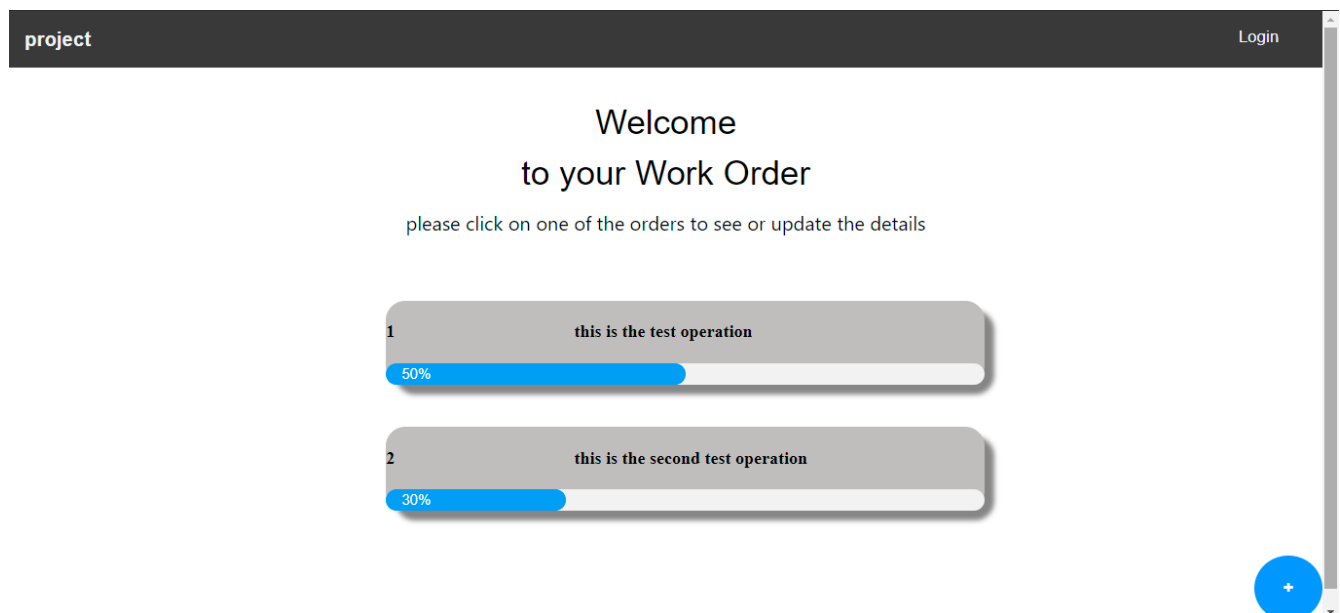 project
Login
Welcome
to your Work Order
please click on one of the orders to see or update the details
1 this is the test operation
50%
2 this is the second test operation
30%
+